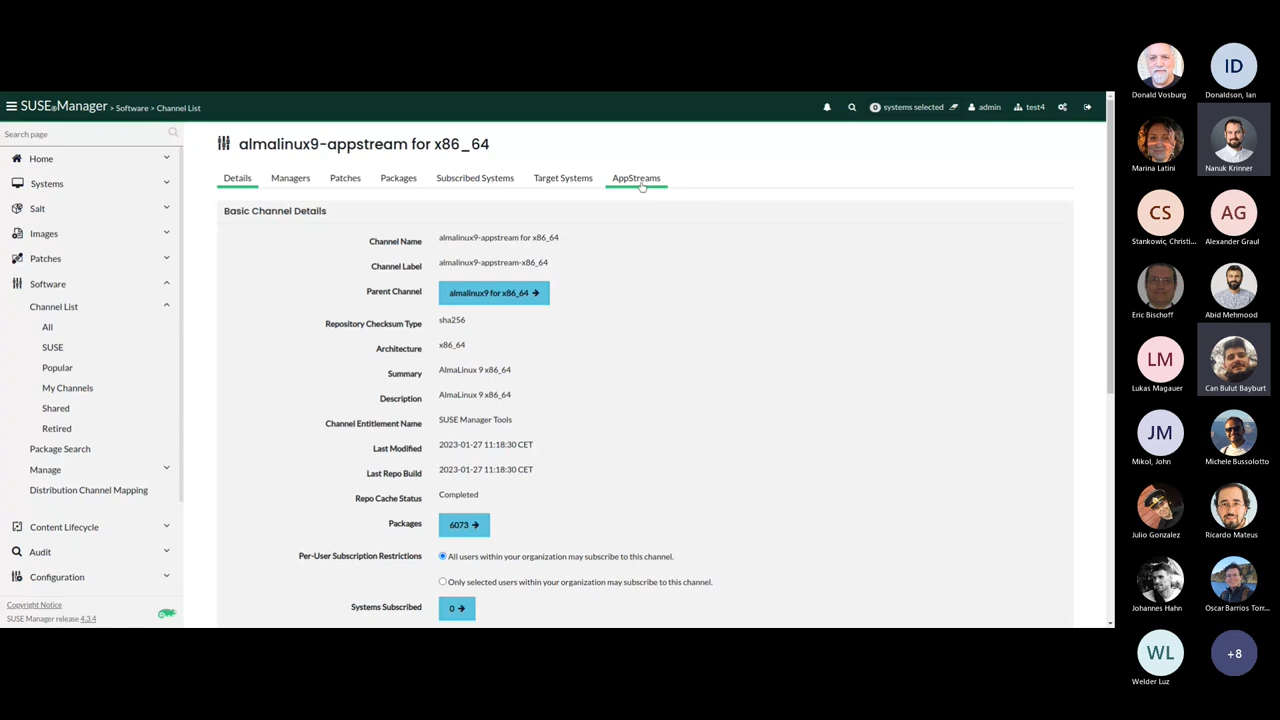 SUSE Manager > Software > Channel List
0 systems selected
admin
test4
Search page
Home
Systems
Salt
Images
Patches
Software
Channel List
All
SUSE
Popular
My Channels
Shared
Retired
Package Search
Manage
Distribution Channel Mapping
Content Lifecycle
Audit
Configuration
Copyright Notice
SUSE Manager release 4.3.4
almalinux9-appstream for x86_64
Details Managers Patches Packages Subscribed Systems Target Systems AppStreams
Basic Channel Details
Channel Name almalinux9-appstream for x86_64
Channel Label almalinux9-appstream-x86_64
Parent Channel almalinux9 for x86_64
Repository Checksum Type sha256
Architecture x86_64
Summary AlmaLinux 9 x86_64
Description AlmaLinux 9 x86_64
Channel Entitlement Name SUSE Manager Tools
Last Modified 2023-01-27 11:18:30 CET
Last Repo Build 2023-01-27 11:18:30 CET
Repo Cache Status Completed
Packages 6073
Per-User Subscription Restrictions All users within your organization may subscribe to this channel.
Only selected users within your organization may subscribe to this channel.
Systems Subscribed 0
ID
Donald Vosburg Donaldson, Ian
Marina Latini Nanuk Krinner
CS AG
Stankovic, Christi... Alexander Graul
Eric Bischoff Abid Mehmood
LM
Lukas Magauer Can Bulut Bayburt
JM
Mikol, John Michele Bussolotto
Julio Gonzalez Ricardo Mateus
Johannes Hahn Oscar Barrios Torr...
WL +8
Welder Luz